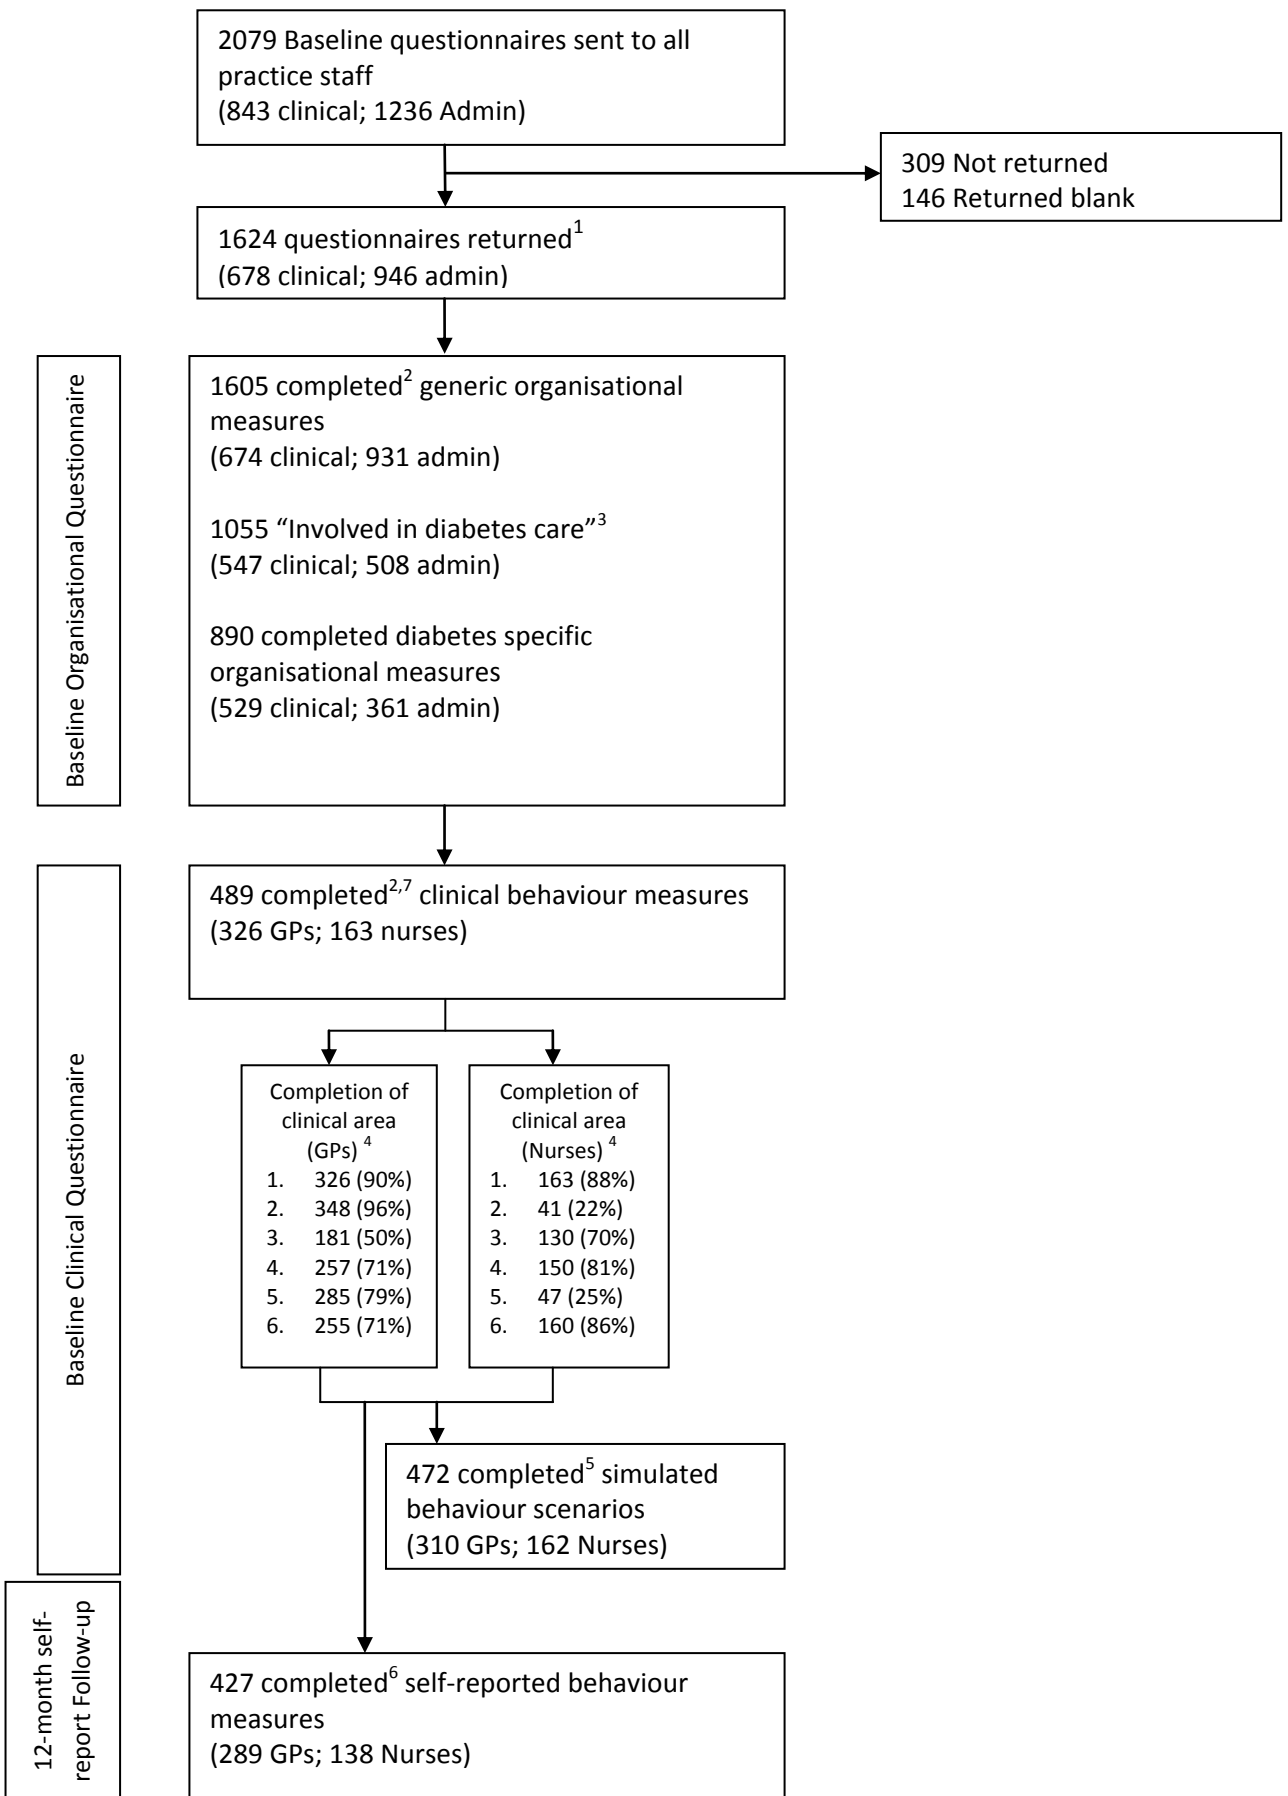 2079 Baseline questionnaires sent to all
practice staff
(843 clinical; 1236 Admin)
309 Not returned
146 Returned blank
1624 questionnaires returned1
(678 clinical; 946 admin)
Baseline Organisational Questionnaire
1605 completed2 generic organisational
measures
(674 clinical; 931 admin)
1055 “Involved in diabetes care”3
(547 clinical; 508 admin)
890 completed diabetes specific
organisational measures
(529 clinical; 361 admin)
Baseline Clinical Questionnaire
489 completed2,7 clinical behaviour measures
(326 GPs; 163 nurses)
Completion of
clinical area
(GPs) 4
1. 326 (90%)
2. 348 (96%)
3. 181 (50%)
4. 257 (71%)
5. 285 (79%)
6. 255 (71%)
Completion of
clinical area
(Nurses) 4
1. 163 (88%)
2. 41 (22%)
3. 130 (70%)
4. 150 (81%)
5. 47 (25%)
6. 160 (86%)
472 completed5 simulated
behaviour scenarios
(310 GPs; 162 Nurses)
12-month self-
report Follow-up
427 completed6 self-reported behaviour
measures
(289 GPs; 138 Nurses)